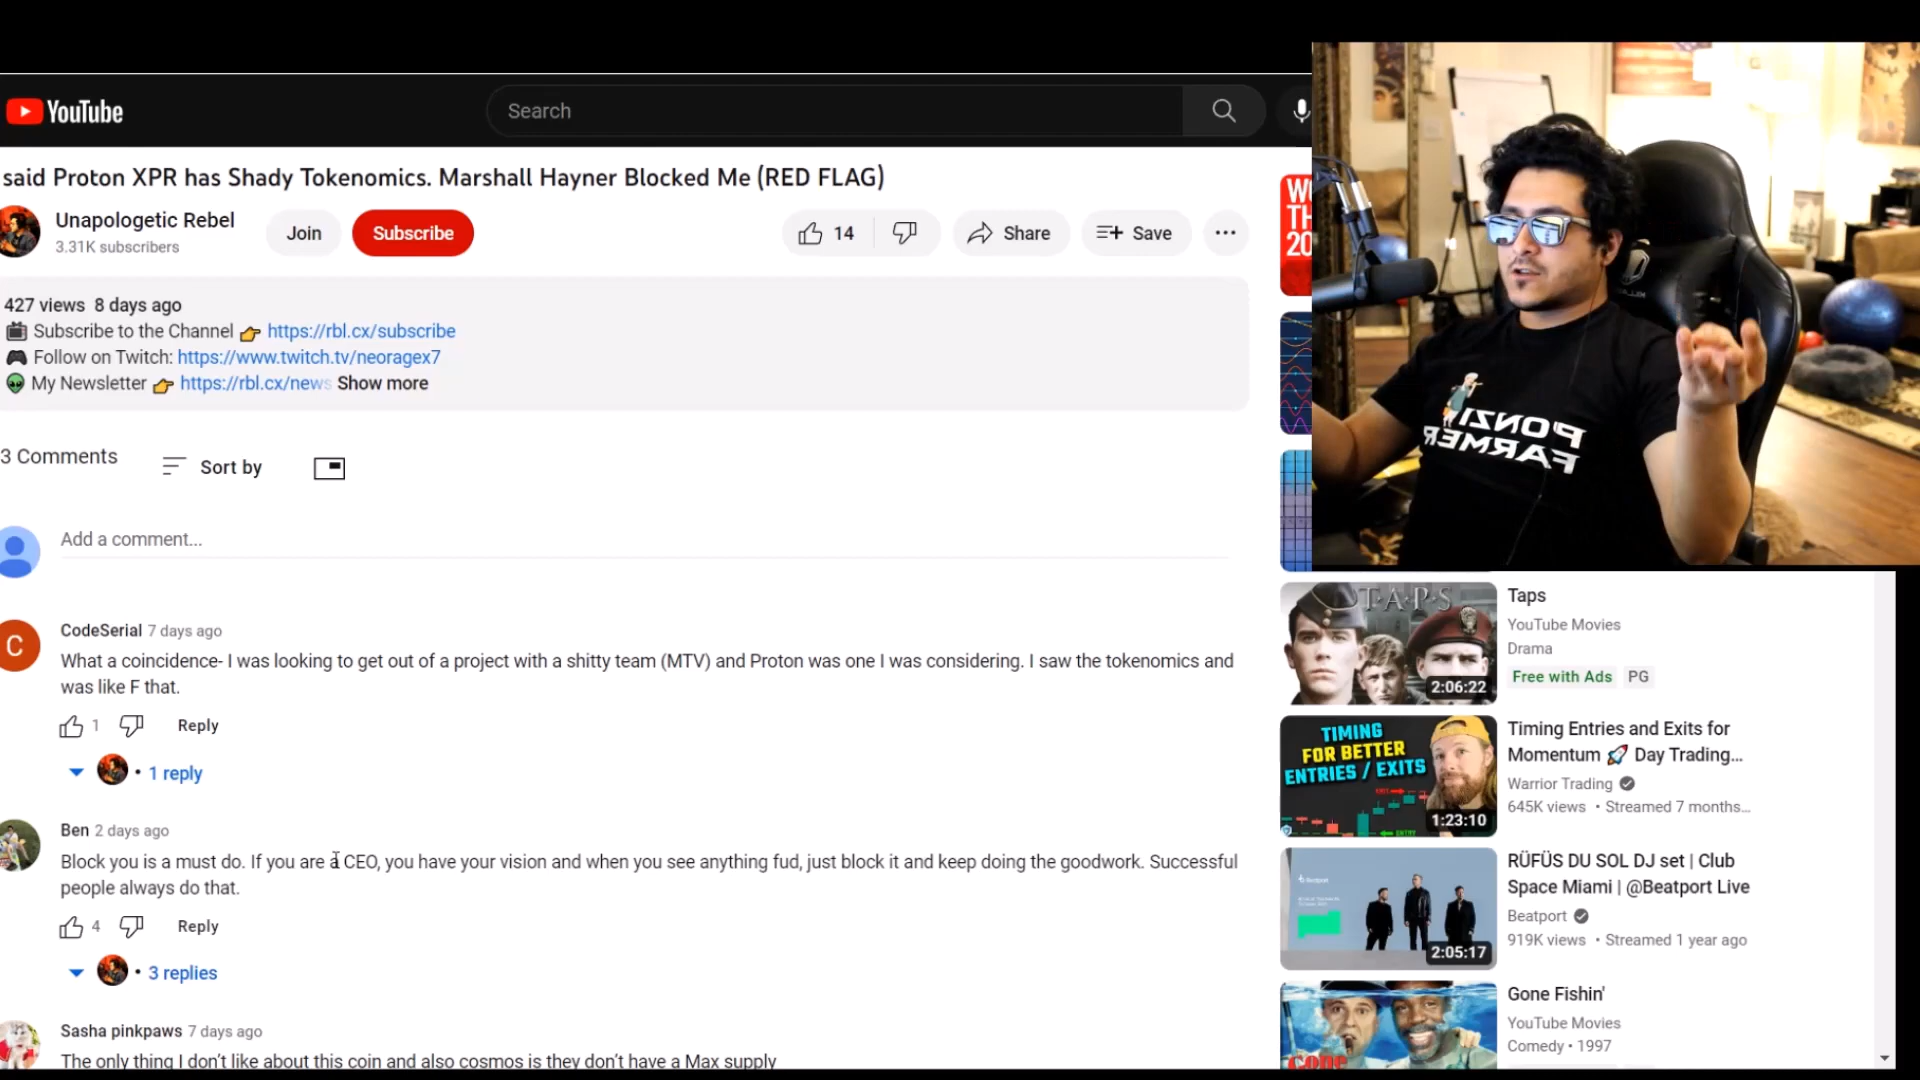 YouTube
Search
said Proton XPR has Shady Tokenomics. Marshall Hayner Blocked Me (RED FLAG)
Unapologetic Rebel
3.31K subscribers
Join
Subscribe
14
Share
Save
427 views 8 days ago
Subscribe to the Channel 👉 https://rbl.cx/subscribe
Follow on Twitch: https://www.twitch.tv/neoragex7
My Newsletter 👉 https://rbl.cx/news Show more
3 Comments
Sort by
Add a comment...
C
CodeSerial 7 days ago
What a coincidence- I was looking to get out of a project with a shitty team (MTV) and Proton was one I was considering. I saw the tokenomics and
was like F that.
1
Reply
• 1 reply
Ben 2 days ago
Block you is a must do. If you are a CEO, you have your vision and when you see anything fud, just block it and keep doing the goodwork. Successful
people always do that.
4
Reply
• 3 replies
Sasha pinkpaws 7 days ago
The only thing I don't like about this coin and also cosmos is they don't have a Max supply
PONZI
FARMER
TAPS
2:06:22
Taps
YouTube Movies
Drama
Free with Ads PG
TIMING
FOR BETTER
ENTRIES / EXITS
1:23:10
Timing Entries and Exits for
Momentum 🚀 Day Trading...
Warrior Trading
645K views • Streamed 7 months...
Beatport
2:05:17
RÜFÜS DU SOL DJ set | Club
Space Miami | @Beatport Live
Beatport
919K views • Streamed 1 year ago
GONE
Gone Fishin'
YouTube Movies
Comedy • 1997